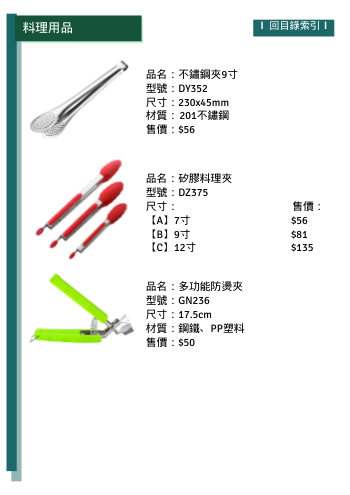 料理用品
I 回目錄索引 I
品名：不鏽鋼夾9寸
型號：DY352
尺寸：230x45mm
材質：201不鏽鋼
售價：$56
品名：矽膠料理夾
型號：DZ375
尺寸： 售價：
【A】7寸 $56
【B】9寸 $81
【C】12寸 $135
品名：多功能防燙夾
型號：GN236
尺寸：17.5cm
材質：鋼鐵、PP塑料
售價：$50